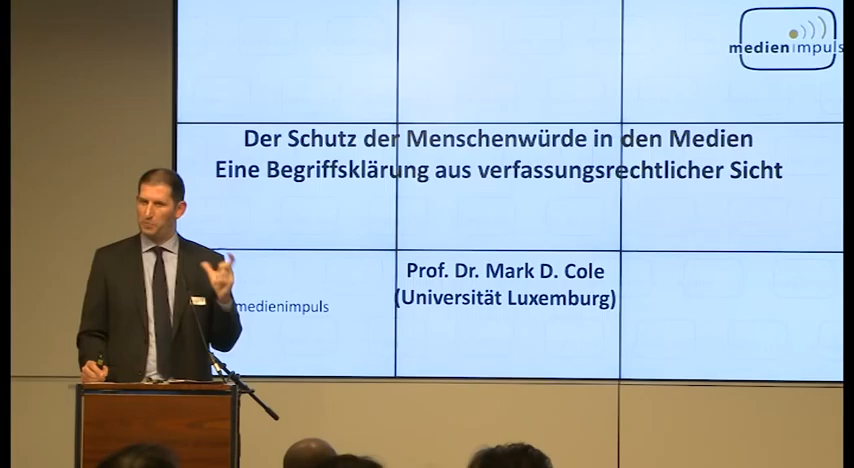 medienimpuls
Der Schutz der Menschenwürde in den Medien
Eine Begriffsklärung aus verfassungsrechtlicher Sicht
Prof. Dr. Mark D. Cole
(Universität Luxemburg)
medienimpuls